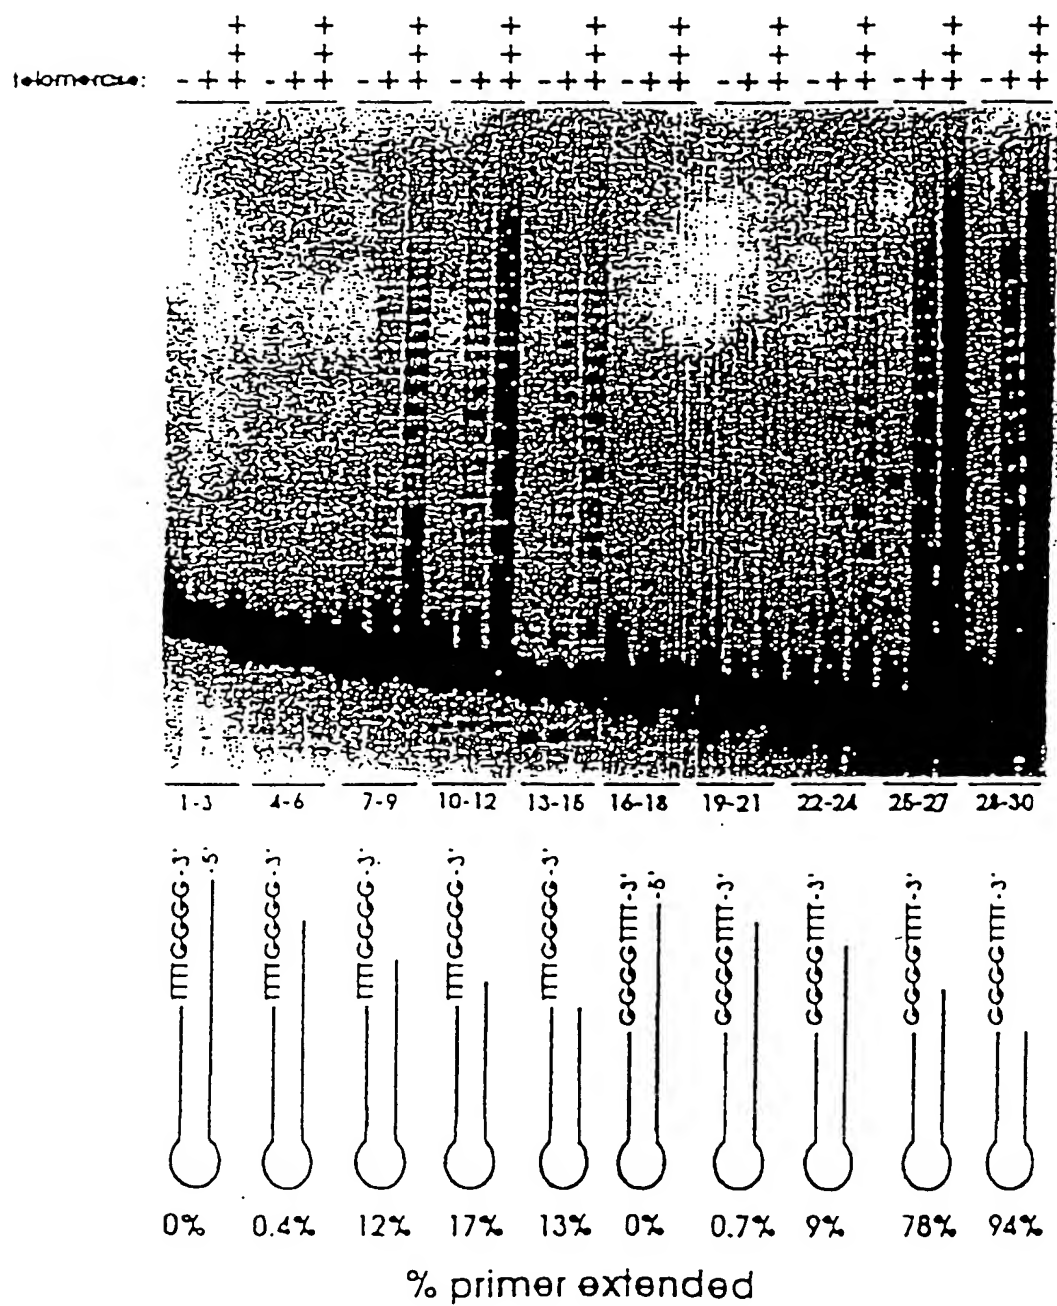 + + + + + + + + + +
+ + + + + + + + + +
telomerase: - + + - + + - + + - + + - + + - + + - + + - + + - + + - + +
1-3 4-6 7-9 10-12 13-15 16-18 19-21 22-24 25-27 28-30
TTTTGGGG-3' -5' TTTTGGGG-3' TTTTGGGG-3' TTTTGGGG-3' TTTTGGGG-3' GGGGTTTT-3' -5' GGGGTTTT-3' GGGGTTTT-3' GGGGTTTT-3' GGGGTTTT-3'
0% 0.4% 12% 17% 13% 0% 0.7% 9% 78% 94%
% primer extended